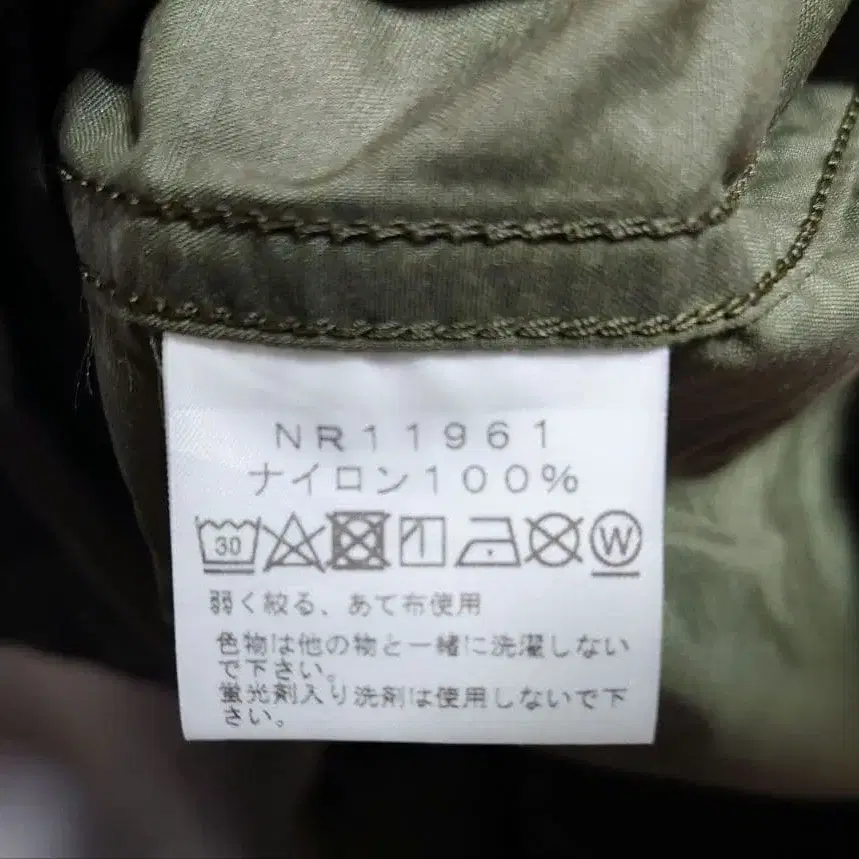 NR11961
ナイロン100%
30 W
弱く絞る、あて布使用
色物は他の物と一緒に洗濯しない
で下さい。
蛍光剤入り洗剤は使用しないで下
さい。